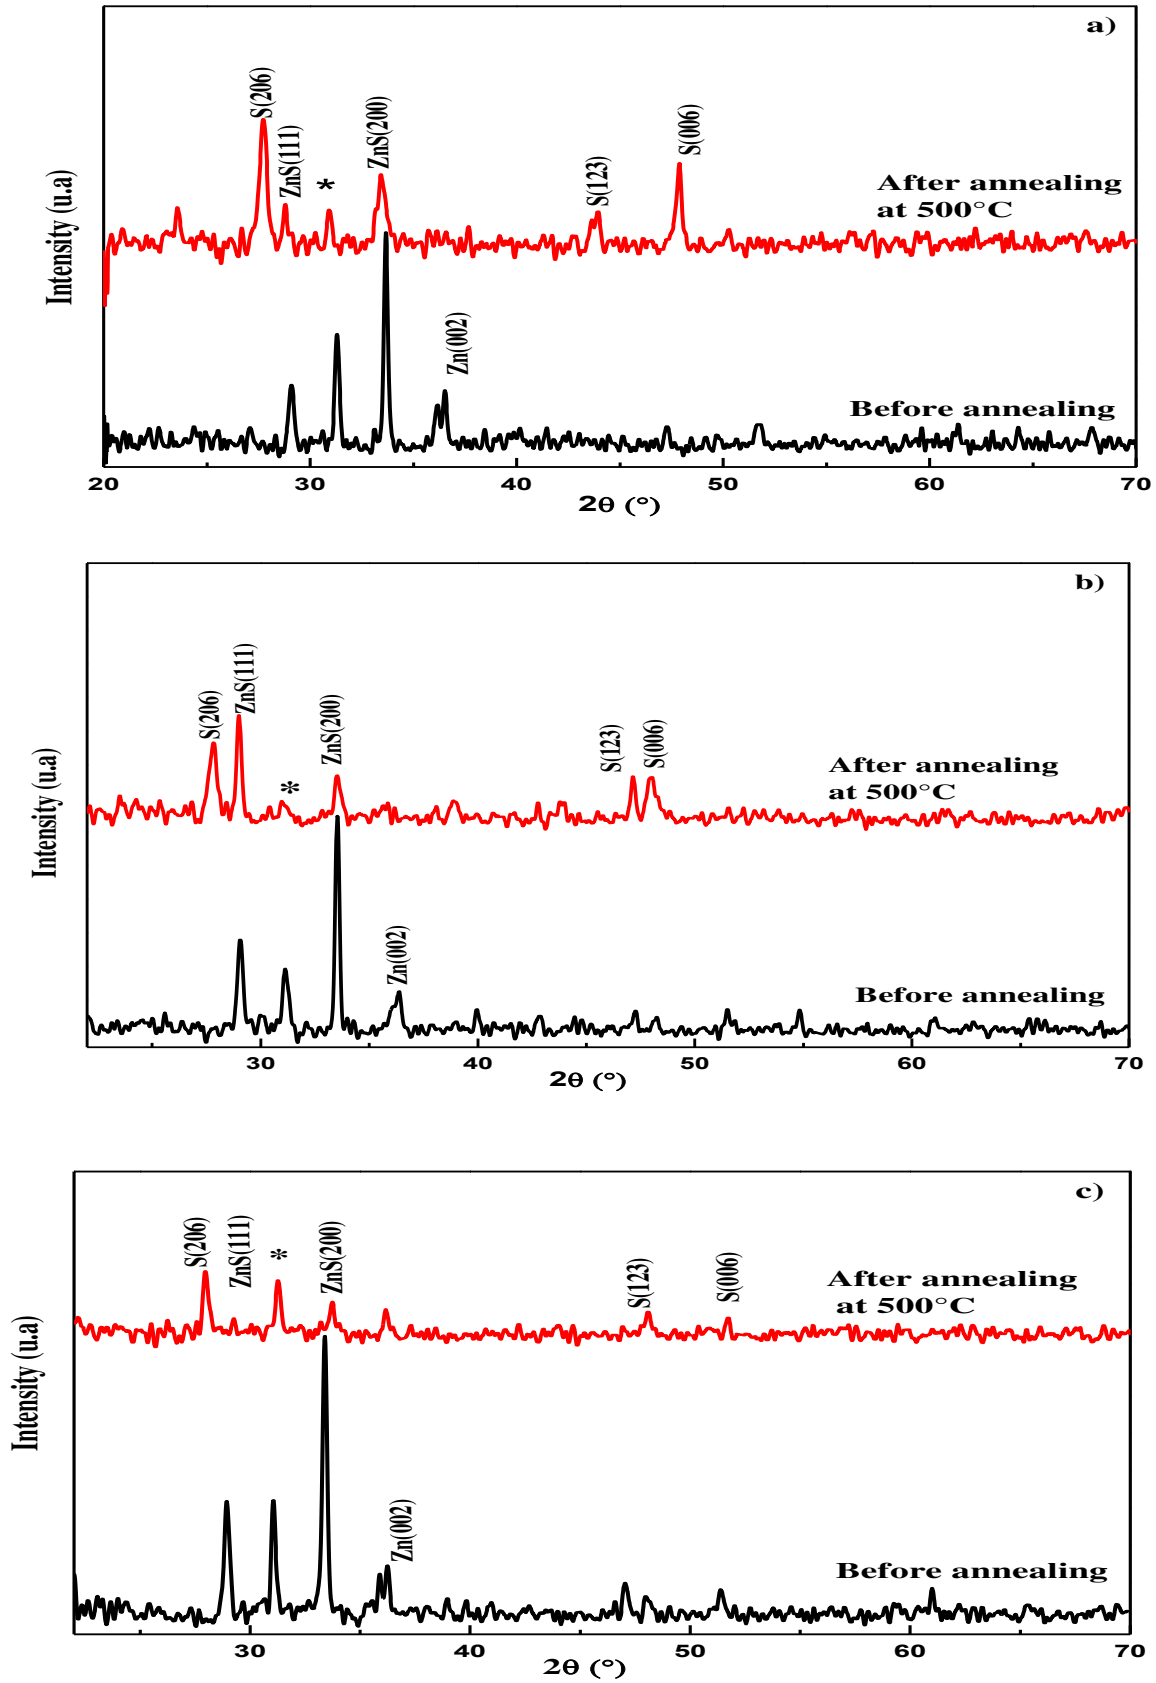 a)
S(206)
ZnS(111)
*
ZnS(200)
S(123)
S(006)
After annealing
at 500°C
Zn(002)
Before annealing
Intensity (u.a)
20 30 40 50 60 70
2θ (°)
b)
S(206)
ZnS(111)
*
ZnS(200)
S(123)
S(006)
After annealing
at 500°C
Zn(002)
Before annealing
Intensity (u.a)
30 40 50 60 70
2θ (°)
c)
S(206)
ZnS(111)
*
ZnS(200)
S(123)
S(006)
After annealing
at 500°C
Zn(002)
Before annealing
Intensity (u.a)
30 40 50 60 70
2θ (°)